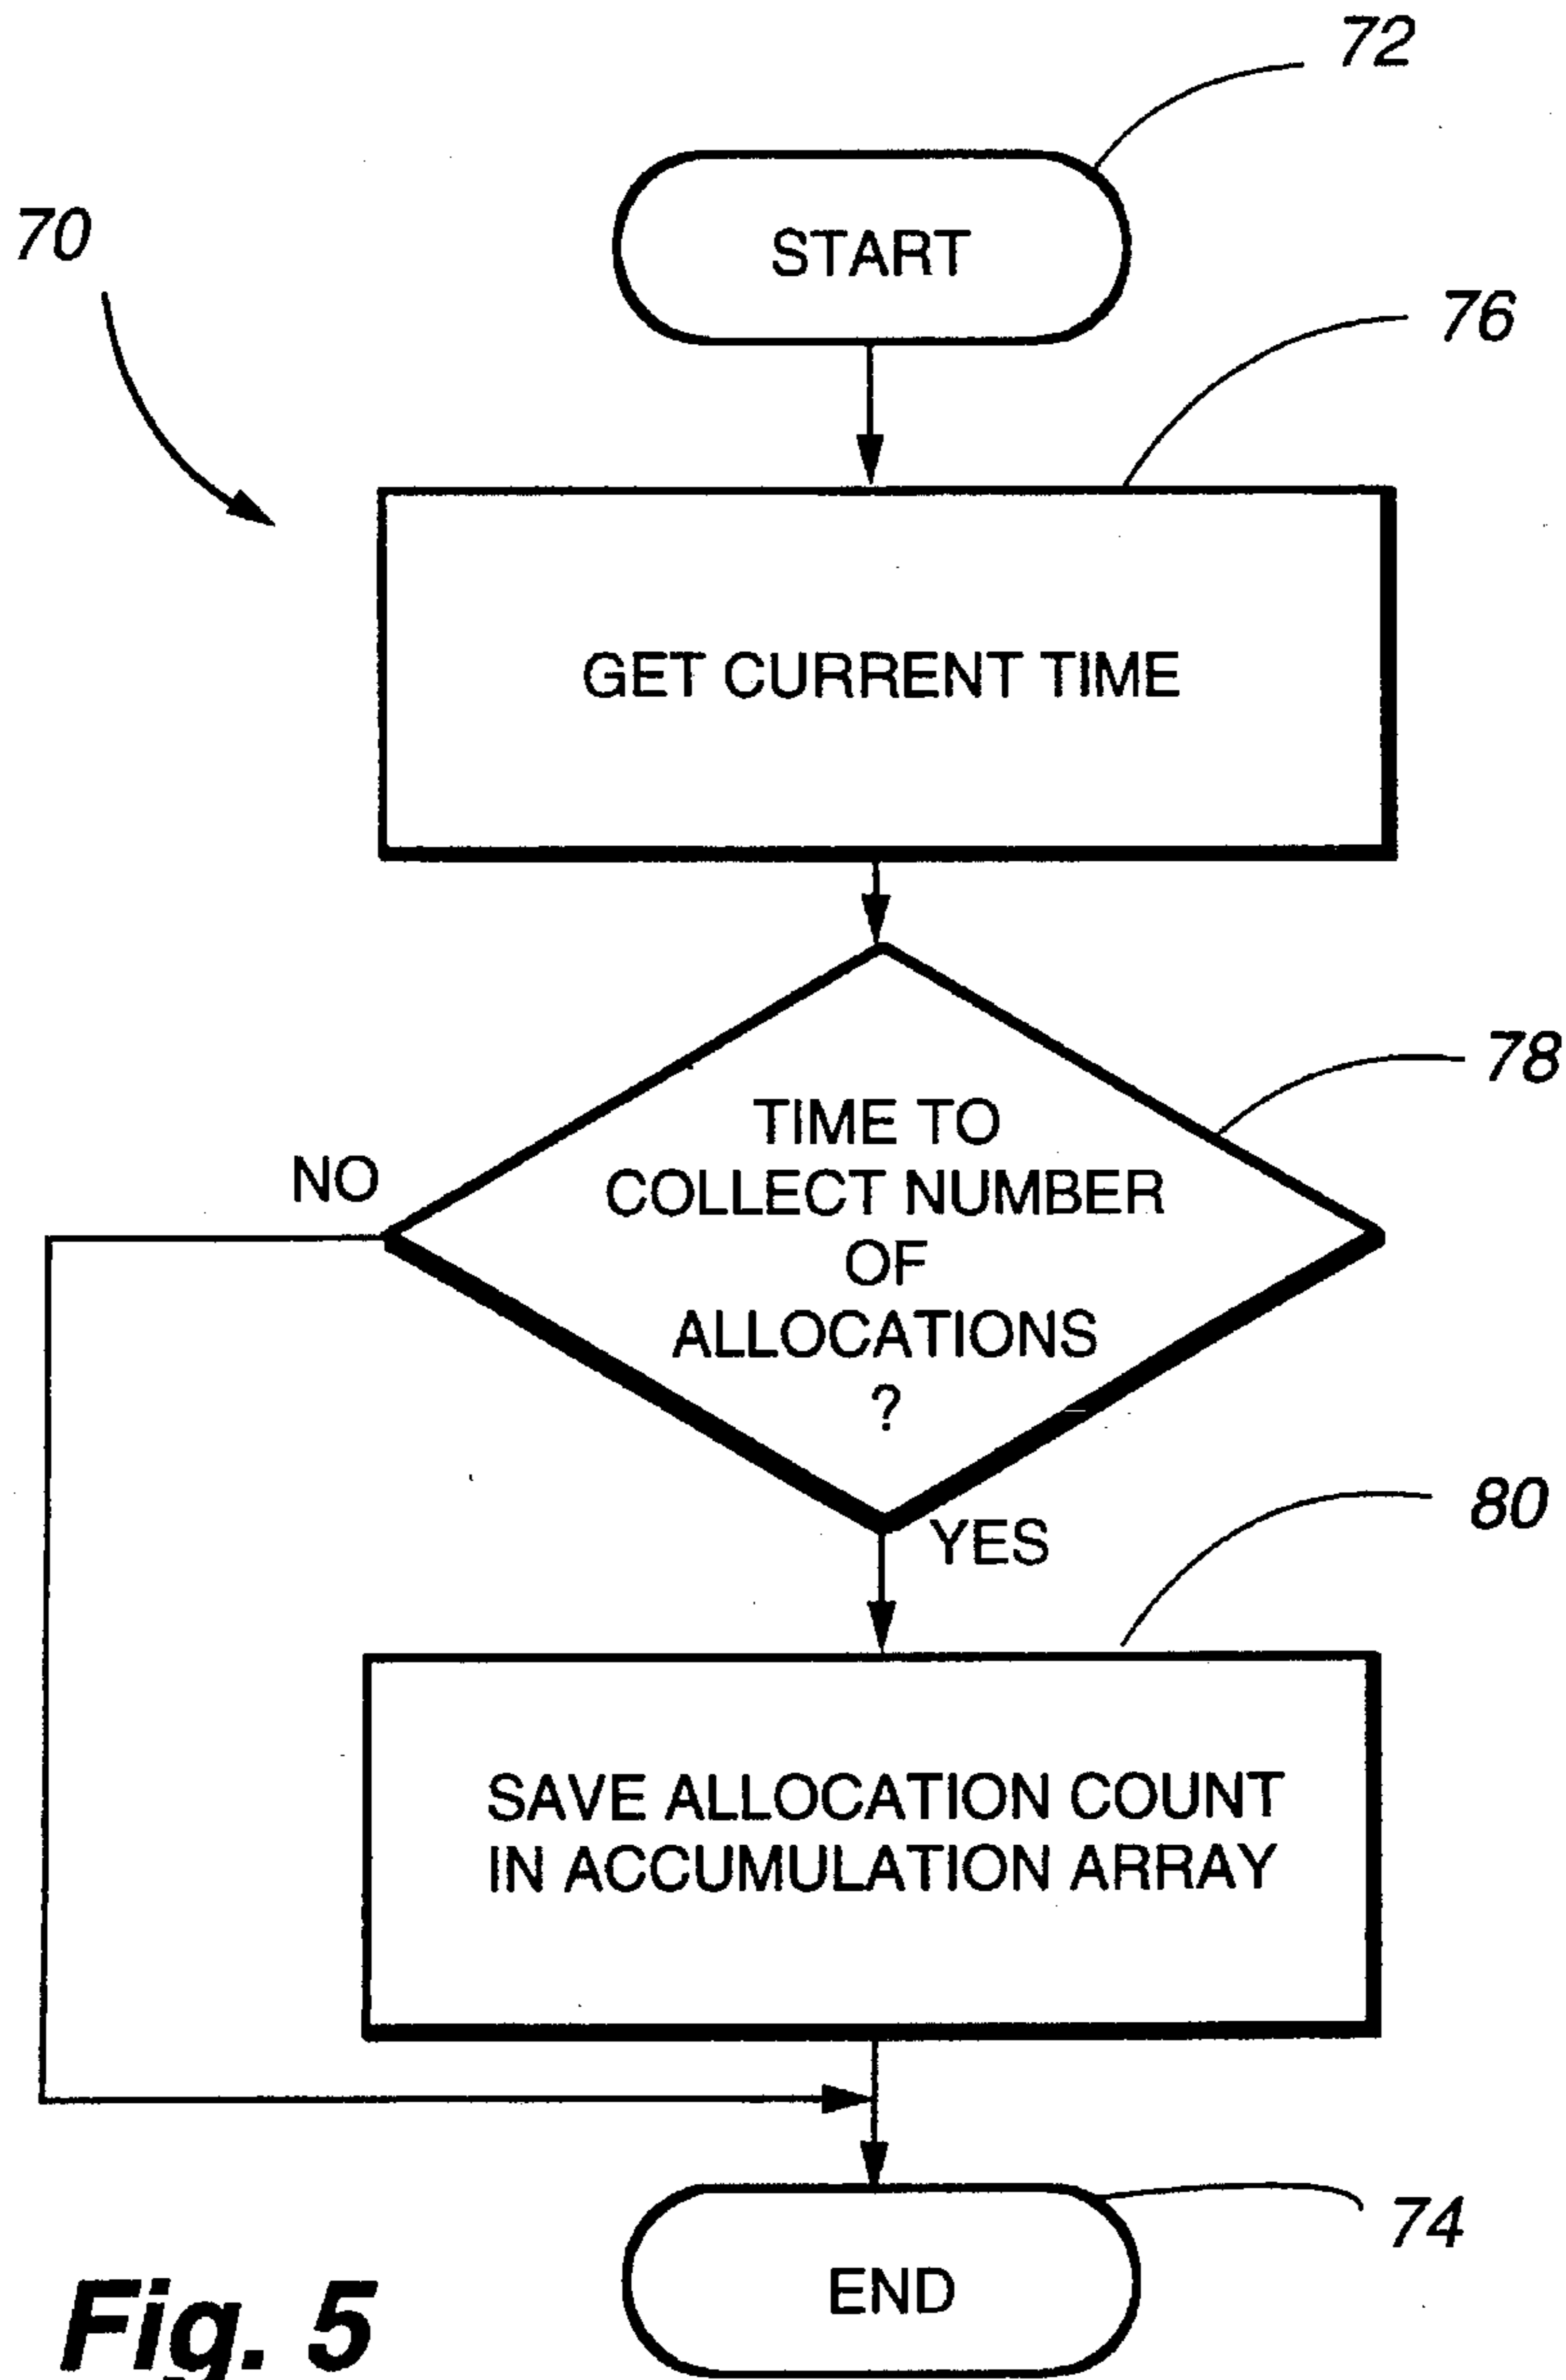 72
70
START
76
GET CURRENT TIME
78
TIME TO
COLLECT NUMBER
OF
ALLOCATIONS
?
NO
YES
80
SAVE ALLOCATION COUNT
IN ACCUMULATION ARRAY
74
END
Fig. 5